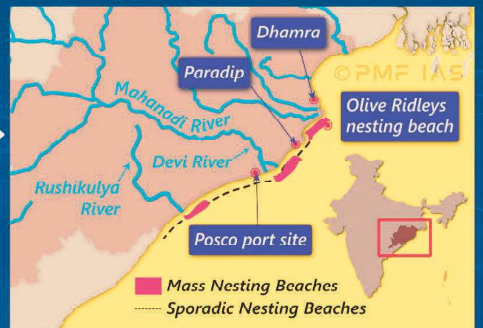 Dhamra
Paradip
© PMF IAS
Mahanadi River
Olive Ridleys
nesting beach
Devi River
Rushikulya
River
Posco port site
Mass Nesting Beaches
Sporadic Nesting Beaches